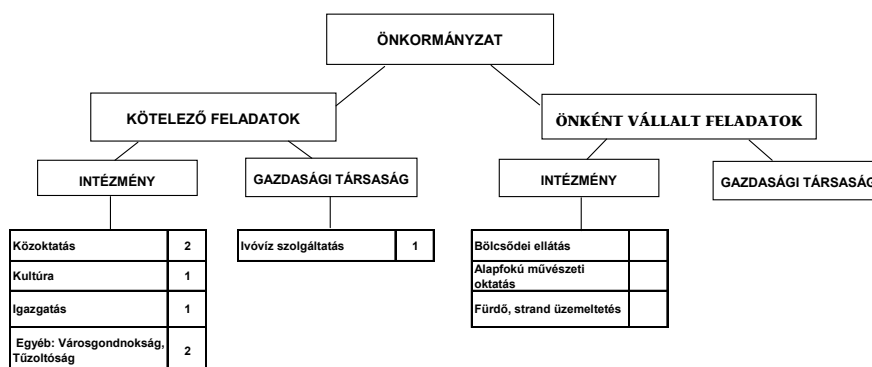 ÖNKORMÁNYZAT
KÖTELEZŐ FELADATOK
ÖNKÉNT VÁLLALT FELADATOK
INTÉZMÉNY
GAZDASÁGI TÁRSASÁG
INTÉZMÉNY
GAZDASÁGI TÁRSASÁG
Közoktatás 2
Kultúra 1
Igazgatás 1
Egyéb: Városgondnokság,
Tűzoltóság 2
Ivóvíz szolgáltatás 1
Bölcsődei ellátás
Alapfokú művészeti
oktatás
Fürdő, strand üzemeltetés